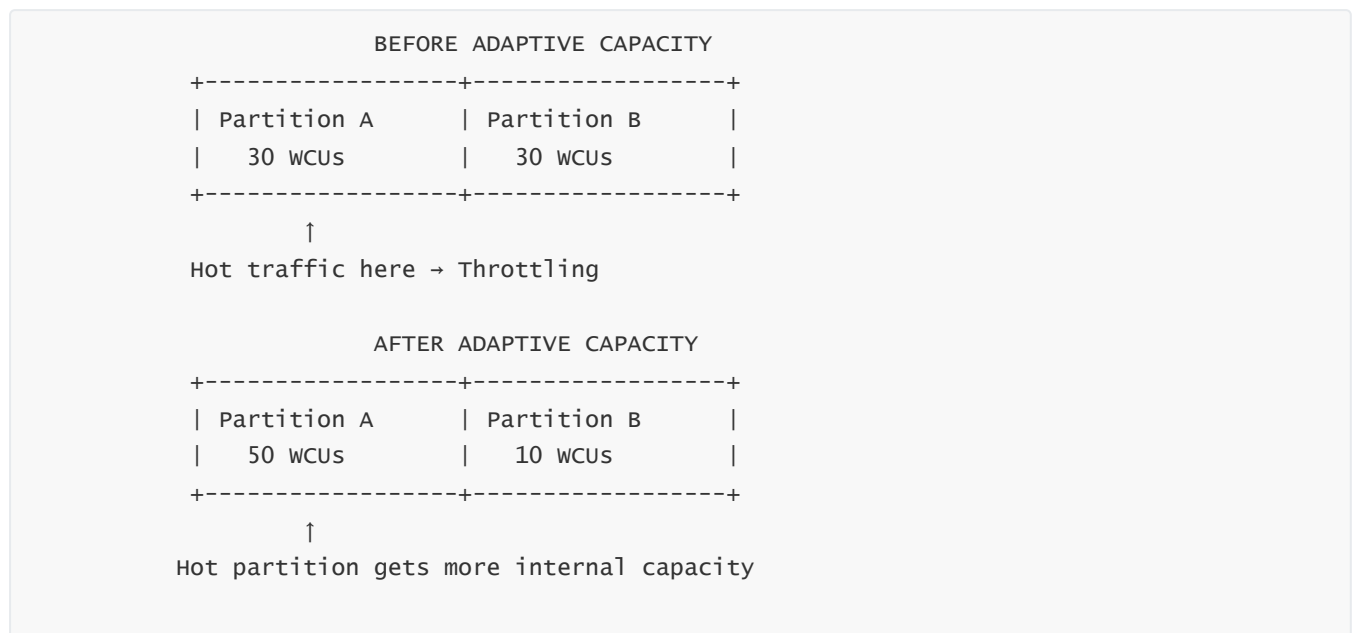 BEFORE ADAPTIVE CAPACITY
+------------------+------------------+
| Partition A      | Partition B      |
|   30 WCUs        |   30 WCUs        |
+------------------+------------------+
↑
Hot traffic here → Throttling
AFTER ADAPTIVE CAPACITY
+------------------+------------------+
| Partition A      | Partition B      |
|   50 WCUs        |   10 WCUs        |
+------------------+------------------+
↑
Hot partition gets more internal capacity